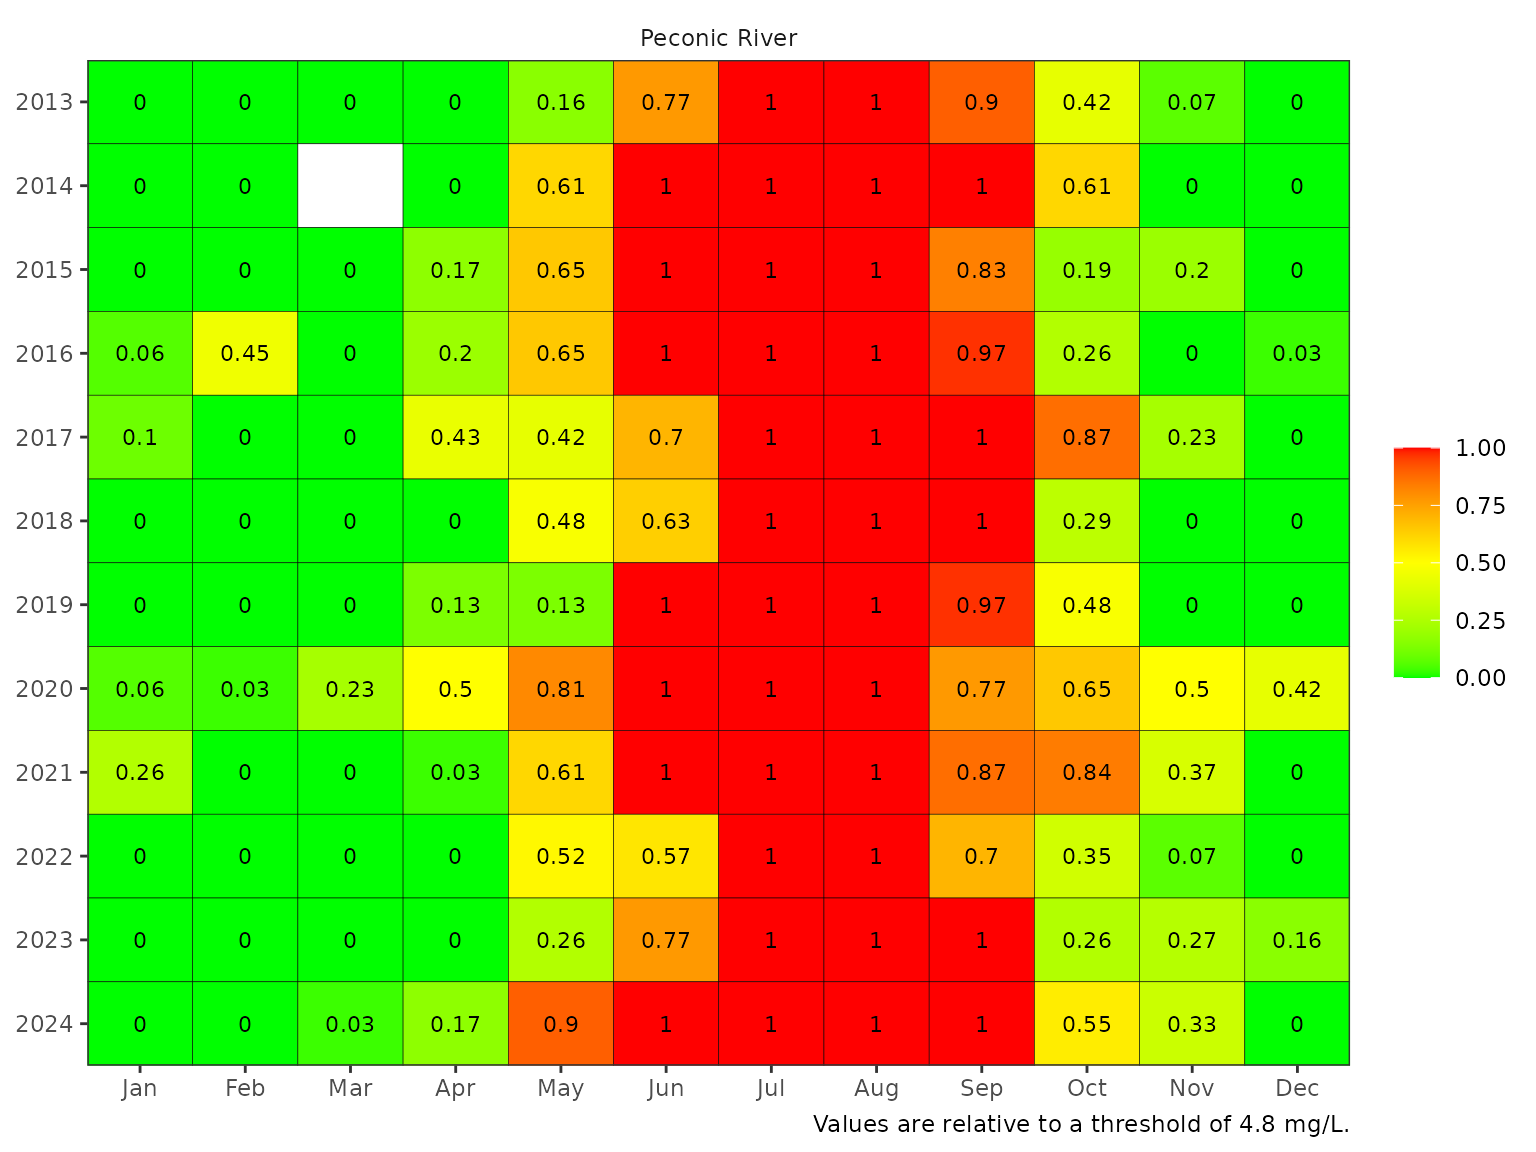 Peconic River
2013 0 0 0 0 0.16 0.77 1 1 0.9 0.42 0.07 0
2014 0 0 0 0.61 1 1 1 1 0.61 0 0
2015 0 0 0 0.17 0.65 1 1 1 0.83 0.19 0.2 0
2016 0.06 0.45 0 0.2 0.65 1 1 1 0.97 0.26 0 0.03
2017 0.1 0 0 0.43 0.42 0.7 1 1 1 0.87 0.23 0
2018 0 0 0 0 0.48 0.63 1 1 1 0.29 0 0
2019 0 0 0 0.13 0.13 1 1 1 0.97 0.48 0 0
2020 0.06 0.03 0.23 0.5 0.81 1 1 1 0.77 0.65 0.5 0.42
2021 0.26 0 0 0.03 0.61 1 1 1 0.87 0.84 0.37 0
2022 0 0 0 0 0.52 0.57 1 1 0.7 0.35 0.07 0
2023 0 0 0 0 0.26 0.77 1 1 1 0.26 0.27 0.16
2024 0 0 0.03 0.17 0.9 1 1 1 1 0.55 0.33 0
Jan Feb Mar Apr May Jun Jul Aug Sep Oct Nov Dec
Values are relative to a threshold of 4.8 mg/L.
1.00
0.75
0.50
0.25
0.00